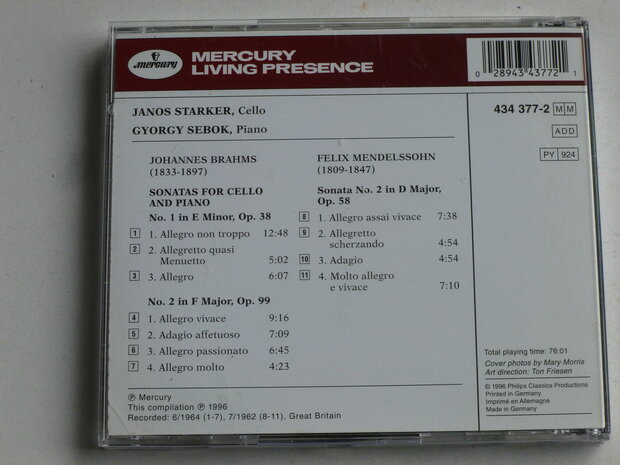 mercury
MERCURY
LIVING PRESENCE
0 28943 43772 1
JANOS STARKER, Cello
GYORGY SEBOK, Piano
434 377-2 M M
ADD
PY 924
JOHANNES BRAHMS
(1833-1897)
SONATAS FOR CELLO
AND PIANO
No. 1 in E Minor, Op. 38
1 1. Allegro non troppo 12:48
2 2. Allegretto quasi
Menuetto 5:02
3 3. Allegro 6:07
No. 2 in F Major, Op. 99
4 1. Allegro vivace 9:16
5 2. Adagio affetuoso 7:09
6 3. Allegro passionato 6:45
7 4. Allegro molto 4:23
FELIX MENDELSSOHN
(1809-1847)
Sonata No. 2 in D Major,
Op. 58
8 1. Allegro assai vivace 7:38
9 2. Allegretto
scherzando 4:54
10 3. Adagio 4:54
11 4. Molto allegro
e vivace 7:10
℗ Mercury
This compilation ℗ 1996
Recorded: 6/1964 (1-7), 7/1962 (8-11), Great Britain
Total playing time: 76:01
Cover photos by Mary Morris
Art direction: Ton Friesen
© 1996 Philips Classics Productions
Printed in Germany
Imprimé en Allemagne
Made in Germany